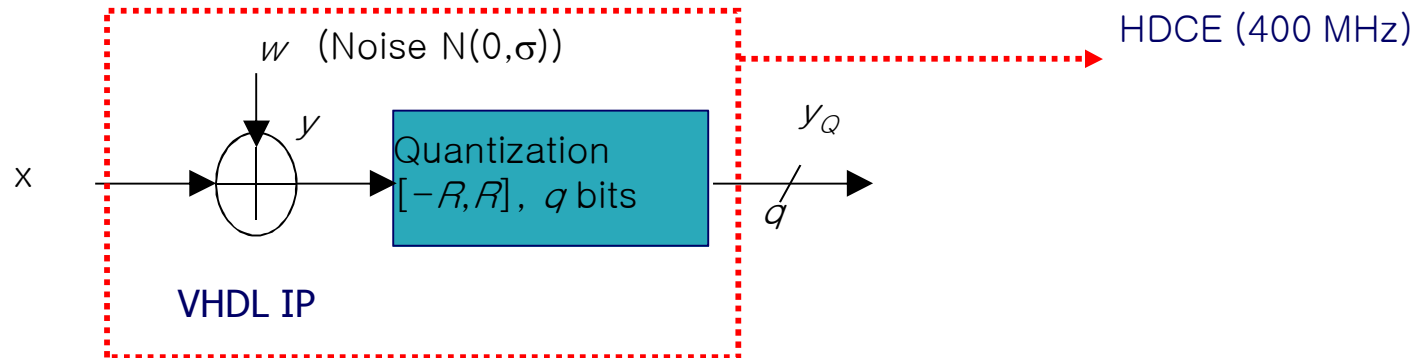 HDCE (400 MHz)
w (Noise N(0,σ))
y
x
Quantization
[-R,R], q bits
y_Q
q
VHDL IP